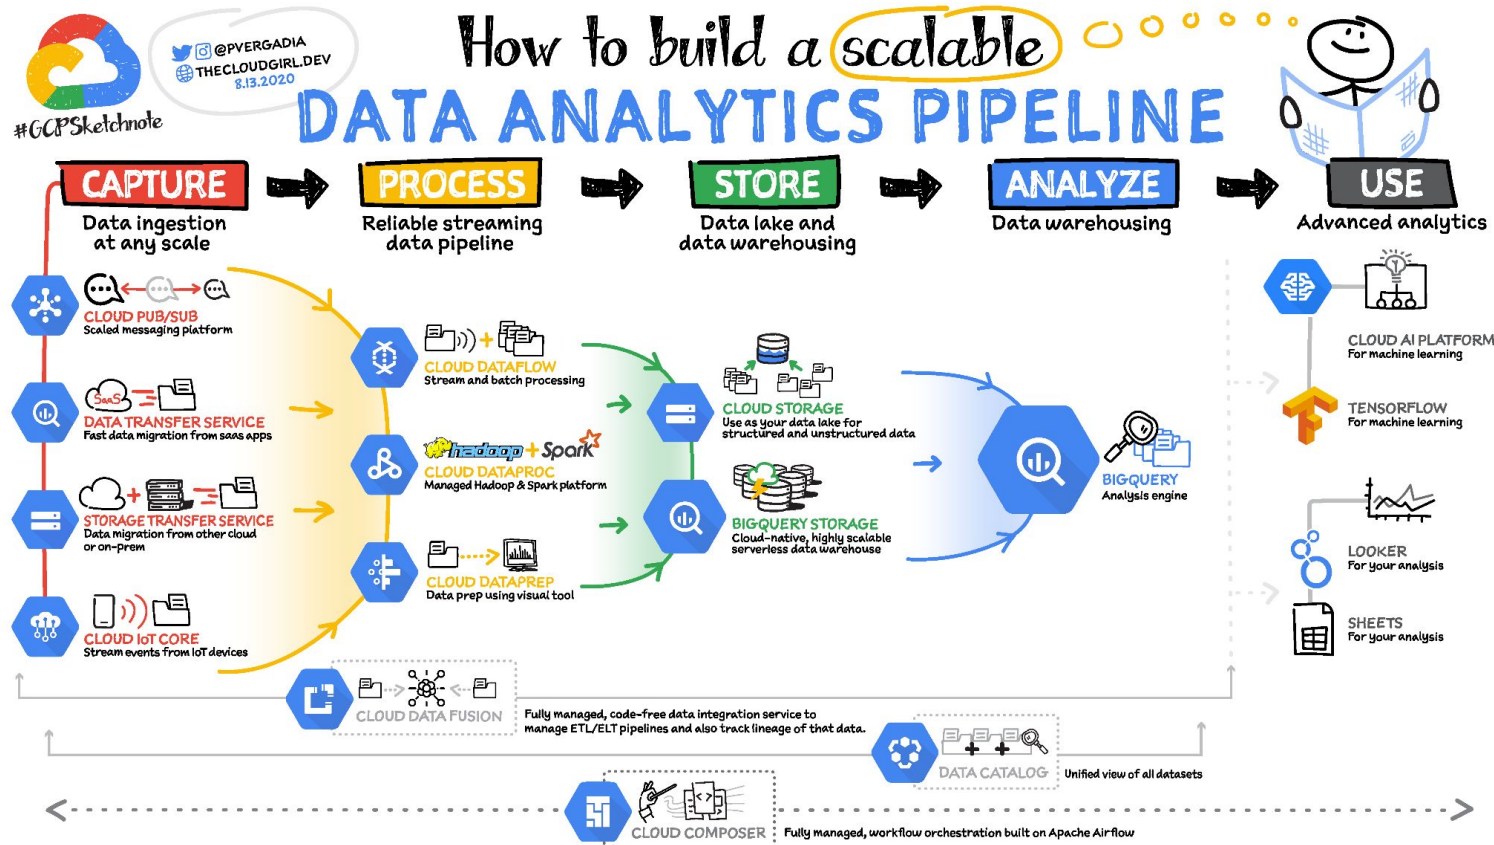 How to build a scalable
DATA ANALYTICS PIPELINE
#GCPSketchnote
@PVERGADIA
THECLOUDGIRL.DEV
8.13.2020
CAPTURE
Data ingestion
at any scale
CLOUD PUB/SUB
Scaled messaging platform
SaaS
DATA TRANSFER SERVICE
Fast data migration from saas apps
STORAGE TRANSFER SERVICE
Data migration from other cloud
or on-prem
CLOUD IoT CORE
Stream events from IoT devices
PROCESS
Reliable streaming
data pipeline
CLOUD DATAFLOW
Stream and batch processing
hadoop + Spark
CLOUD DATAPROC
Managed Hadoop & Spark platform
CLOUD DATAPREP
Data prep using visual tool
STORE
Data lake and
data warehousing
CLOUD STORAGE
Use as your data lake for
structured and unstructured data
BIGQUERY STORAGE
Cloud-native, highly scalable
serverless data warehouse
ANALYZE
Data warehousing
BIGQUERY
Analysis engine
USE
Advanced analytics
CLOUD AI PLATFORM
For machine learning
TENSORFLOW
For machine learning
LOOKER
For your analysis
SHEETS
For your analysis
CLOUD DATA FUSION
Fully managed, code-free data integration service to
manage ETL/ELT pipelines and also track lineage of that data.
DATA CATALOG
Unified view of all datasets
CLOUD COMPOSER
Fully managed, workflow orchestration built on Apache Airflow